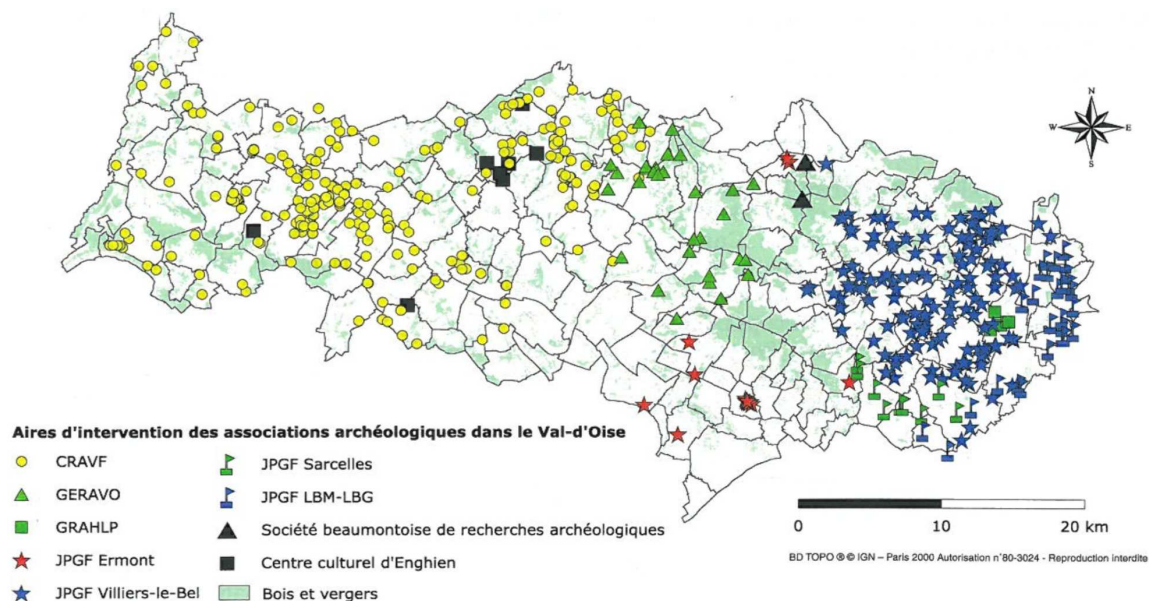 N
W E
S
Aires d'intervention des associations archéologiques dans le Val-d'Oise
CRAVF
GERAVO
GRAHLP
JPGF Ermont
JPGF Villiers-le-Bel
JPGF Sarcelles
JPGF LBM-LBG
Société beaumontoise de recherches archéologiques
Centre culturel d'Enghien
Bois et vergers
0 10 20 km
BD TOPO ® © IGN – Paris 2000 Autorisation n°80-3024 - Reproduction interdite